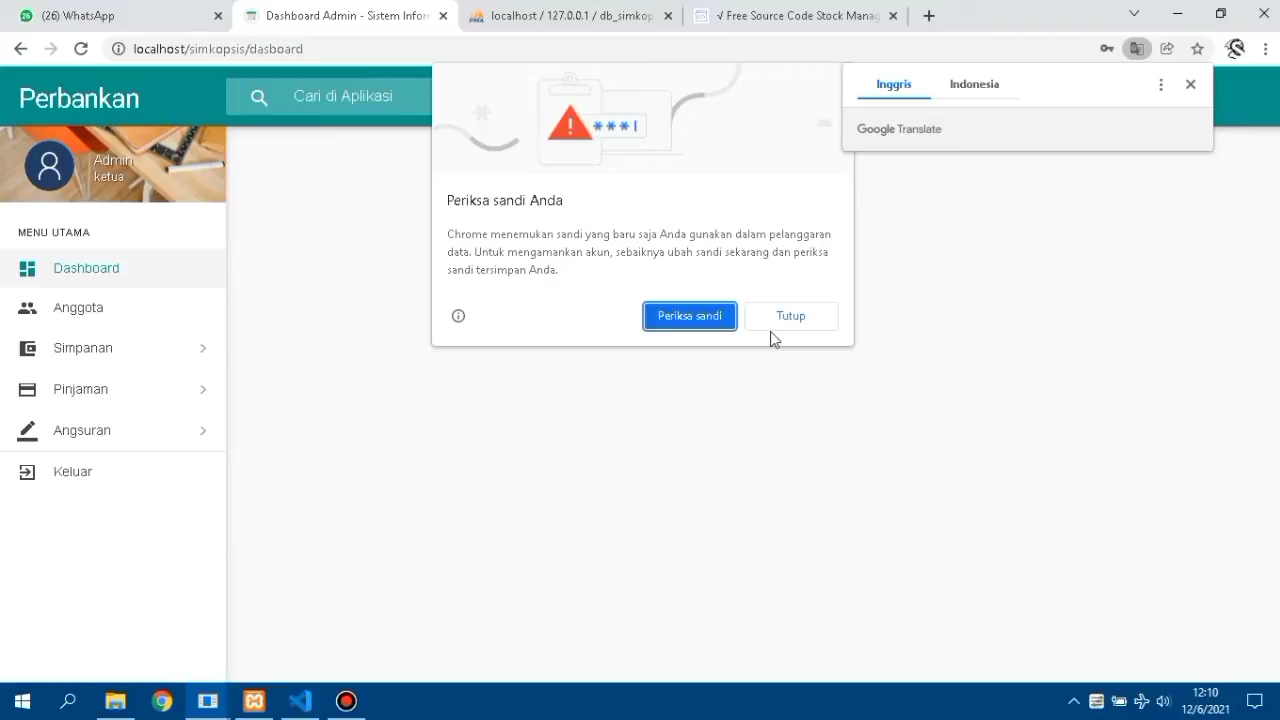 (26) WhatsApp
Dashboard Admin - Sistem Inform
localhost / 127.0.0.1 / db_simkop
√ Free Source Code Stock Manag
localhost/simkopsis/dasboard
Perbankan
Cari di Aplikasi
Inggris
Indonesia
Google Translate
Admin
ketua
***
Periksa sandi Anda
Chrome menemukan sandi yang baru saja Anda gunakan dalam pelanggaran
data. Untuk mengamankan akun, sebaiknya ubah sandi sekarang dan periksa
sandi tersimpan Anda.
Periksa sandi
Tutup
MENU UTAMA
Dashboard
Anggota
Simpanan
Pinjaman
Angsuran
Keluar
12:10
12/6/2021